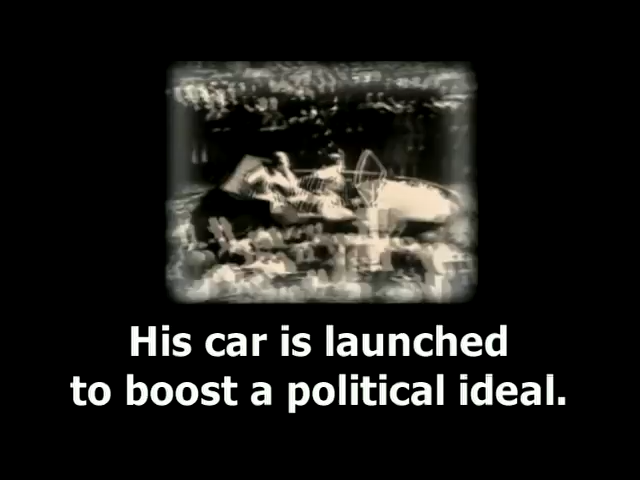 His car is launched
to boost a political ideal.